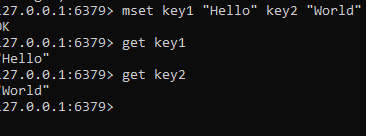 127.0.0.1:6379> mset key1 "Hello" key2 "World"
OK
127.0.0.1:6379> get key1
"Hello"
127.0.0.1:6379> get key2
"World"
127.0.0.1:6379>